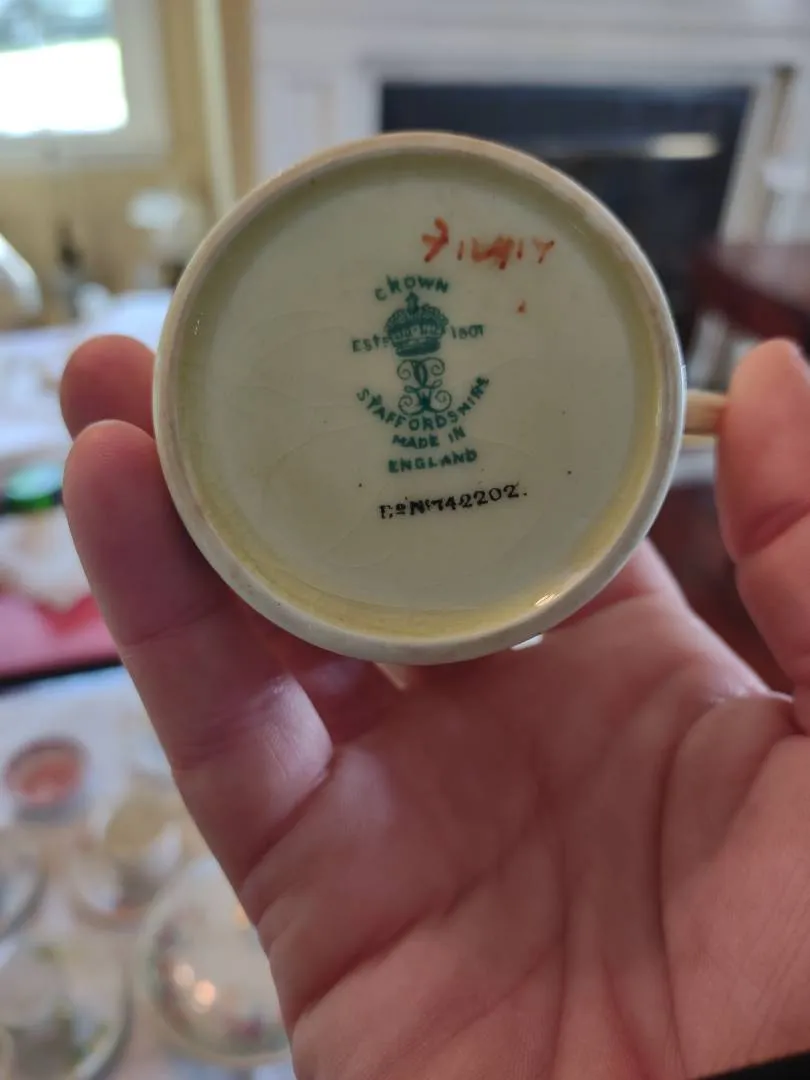 CROWN
ESTD 1801
STAFFORDSHIRE
MADE IN
ENGLAND
Rd No 742202.